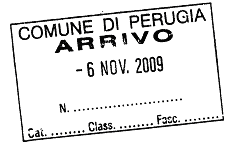 COMUNE DI PERUGIA
ARRIVO
- 6 NOV. 2009
N. ........................
Cat. ........ Class. ........ Fasc. ........